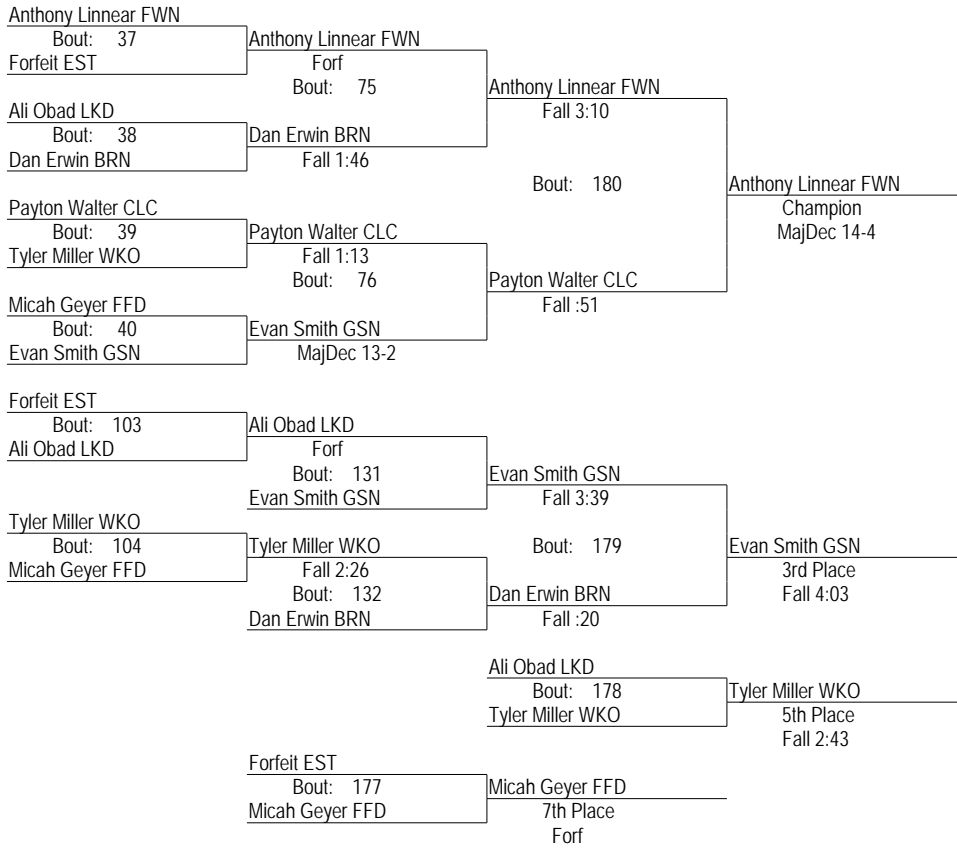 Anthony Linnear FWN
Bout: 37
Forfeit EST
Anthony Linnear FWN
Forf
Bout: 75
Ali Obad LKD
Bout: 38
Dan Erwin BRN
Dan Erwin BRN
Fall 1:46
Anthony Linnear FWN
Fall 3:10
Bout: 180
Payton Walter CLC
Bout: 39
Tyler Miller WKO
Payton Walter CLC
Fall 1:13
Bout: 76
Micah Geyer FFD
Bout: 40
Evan Smith GSN
Evan Smith GSN
MajDec 13-2
Payton Walter CLC
Fall :51
Anthony Linnear FWN
Champion
MajDec 14-4
Forfeit EST
Bout: 103
Ali Obad LKD
Ali Obad LKD
Forf
Bout: 131
Evan Smith GSN
Evan Smith GSN
Fall 3:39
Bout: 179
Tyler Miller WKO
Bout: 104
Micah Geyer FFD
Tyler Miller WKO
Fall 2:26
Bout: 132
Dan Erwin BRN
Dan Erwin BRN
Fall :20
Evan Smith GSN
3rd Place
Fall 4:03
Ali Obad LKD
Bout: 178
Tyler Miller WKO
Tyler Miller WKO
5th Place
Fall 2:43
Forfeit EST
Bout: 177
Micah Geyer FFD
Micah Geyer FFD
7th Place
Forf